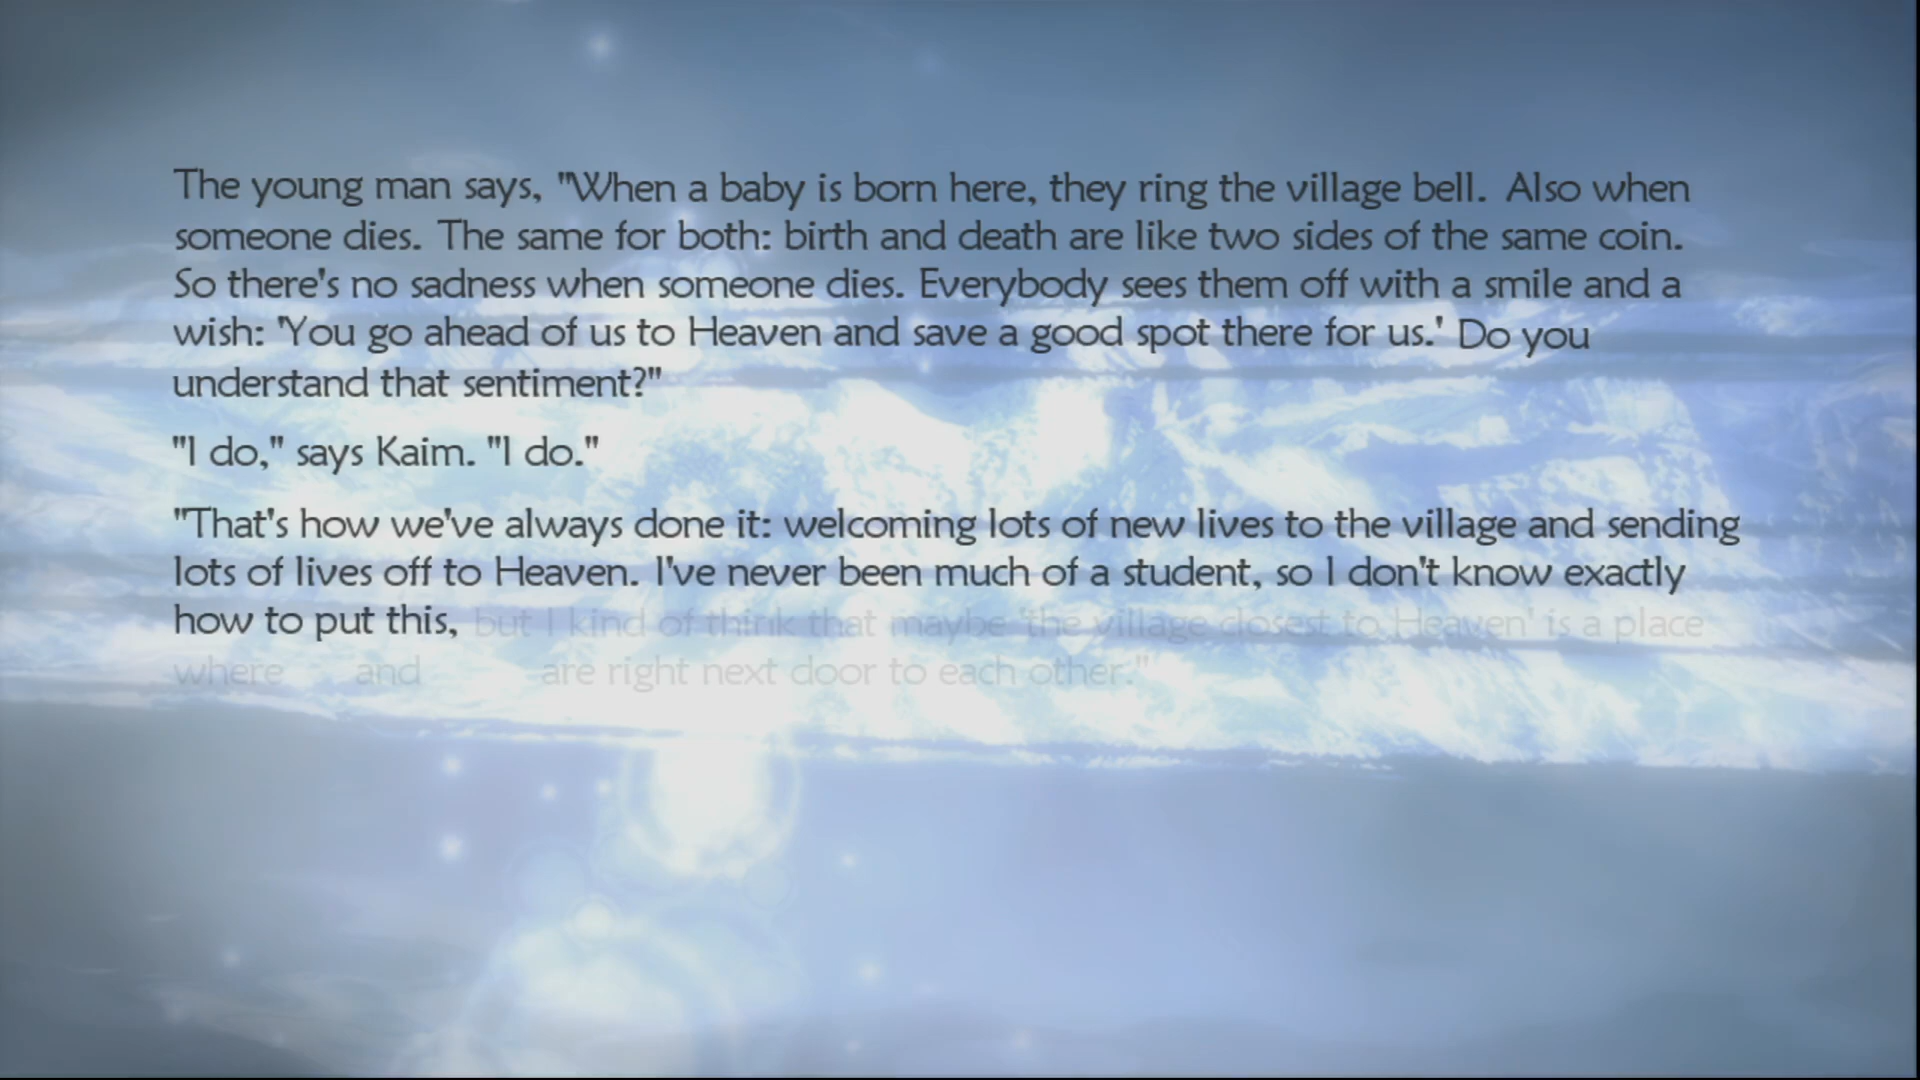 The young man says, "When a baby is born here, they ring the village bell. Also when
someone dies. The same for both: birth and death are like two sides of the same coin.
So there's no sadness when someone dies. Everybody sees them off with a smile and a
wish: 'You go ahead of us to Heaven and save a good spot there for us.' Do you
understand that sentiment?"
"I do," says Kaim. "I do."
"That's how we've always done it: welcoming lots of new lives to the village and sending
lots of lives off to Heaven. I've never been much of a student, so I don't know exactly
how to put this, but I kind of think that maybe 'the village closest to Heaven' is a place
where and are right next door to each other."